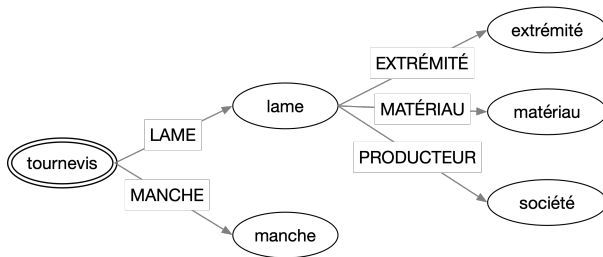 extrémité
EXTRÉMITÉ
lame
MATÉRIAU
matériau
LAME
PRODUCTEUR
tournevis
MANCHE
société
manche